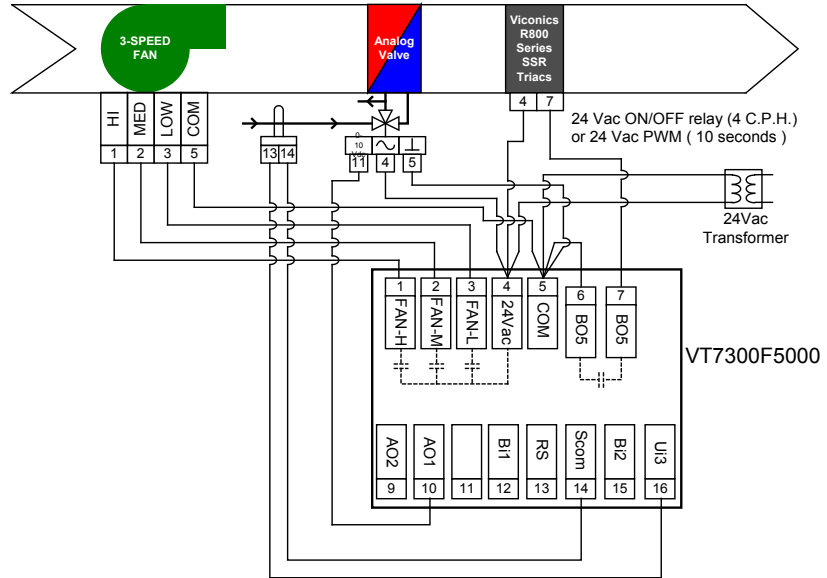 3-SPEED
FAN
Analog
Valve
Viconics
R800
Series
SSR
Triacs
HI
MED
LOW
COM
1
2
3
5
13
14
0-
10
Vdc
11
4
5
4
7
24 Vac ON/OFF relay (4 C.P.H.)
or 24 Vac PWM ( 10 seconds )
24Vac
Transformer
1
FAN-H
2
FAN-M
3
FAN-L
4
24Vac
5
COM
6
BO5
7
BO5
VT7300F5000
AO2
9
AO1
10
11
Bi1
12
RS
13
Scom
14
Bi2
15
Ui3
16